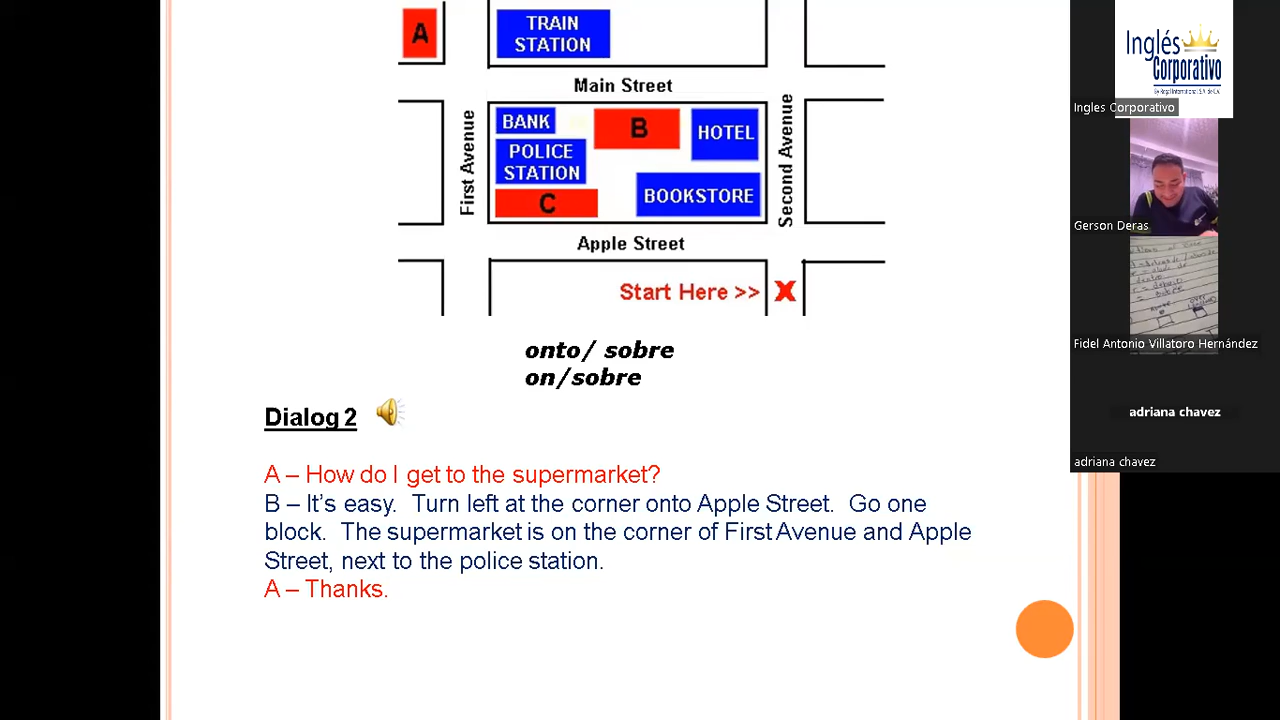 A
TRAIN
STATION
Main Street
First Avenue
BANK
B
HOTEL
POLICE
STATION
C
BOOKSTORE
Second Avenue
Apple Street
Start Here >> X
onto/ sobre
on/sobre
Dialog 2
A – How do I get to the supermarket?
B – It's easy. Turn left at the corner onto Apple Street. Go one
block. The supermarket is on the corner of First Avenue and Apple
Street, next to the police station.
A – Thanks.
Inglés
Corporativo
Ingles Corporativo
Gerson Deras
Fidel Antonio Villatoro Hernández
adriana chavez
adriana chavez